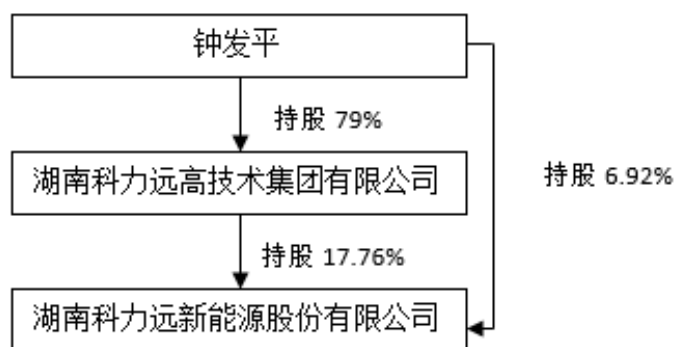 钟发平
持股 79%
湖南科力远高技术集团有限公司
持股 6.92%
持股 17.76%
湖南科力远新能源股份有限公司